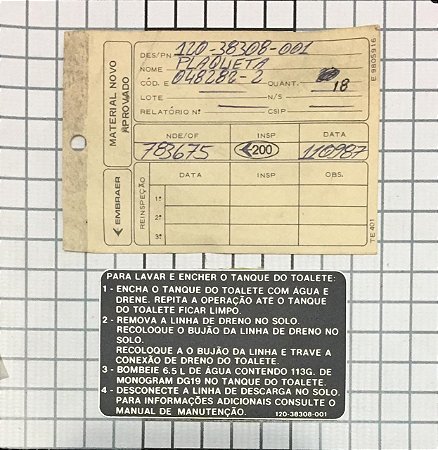 MATERIAL NOVO
APROVADO
DES/PN 120-38308-001
NOME PLAQUETA
CÓD. E 048282-2 QUANT. 18
LOTE N/S
RELATÓRIO Nº CSIP
E 9805916
NDE/OF INSP DATA
783675 200 110987
EMBRAER
REINSPEÇÃO
DATA INSP OBS.
1ª
2ª
3ª
TE 401
PARA LAVAR E ENCHER O TANQUE DO TOALETE:
1 - ENCHA O TANQUE DO TOALETE COM AGUA E
DRENE. REPITA A OPERAÇÃO ATÉ O TANQUE
DO TOALETE FICAR LIMPO.
2 - REMOVA A LINHA DE DRENO NO SOLO.
RECOLOQUE O BUJÃO DA LINHA DE DRENO NO
SOLO.
RECOLOQUE A O BUJÃO DA LINHA E TRAVE A
CONEXÃO DE DRENO DO TOALETE.
3 - BOMBEIE 6.5 L DE ÁGUA CONTENDO 113G. DE
MONOGRAM DG19 NO TANQUE DO TOALETE.
4 - DESCONECTE A LINHA DE DESCARGA NO SOLO.
PARA INFORMAÇÕES ADICIONAIS CONSULTE O
MANUAL DE MANUTENÇÃO.
120-38308-001